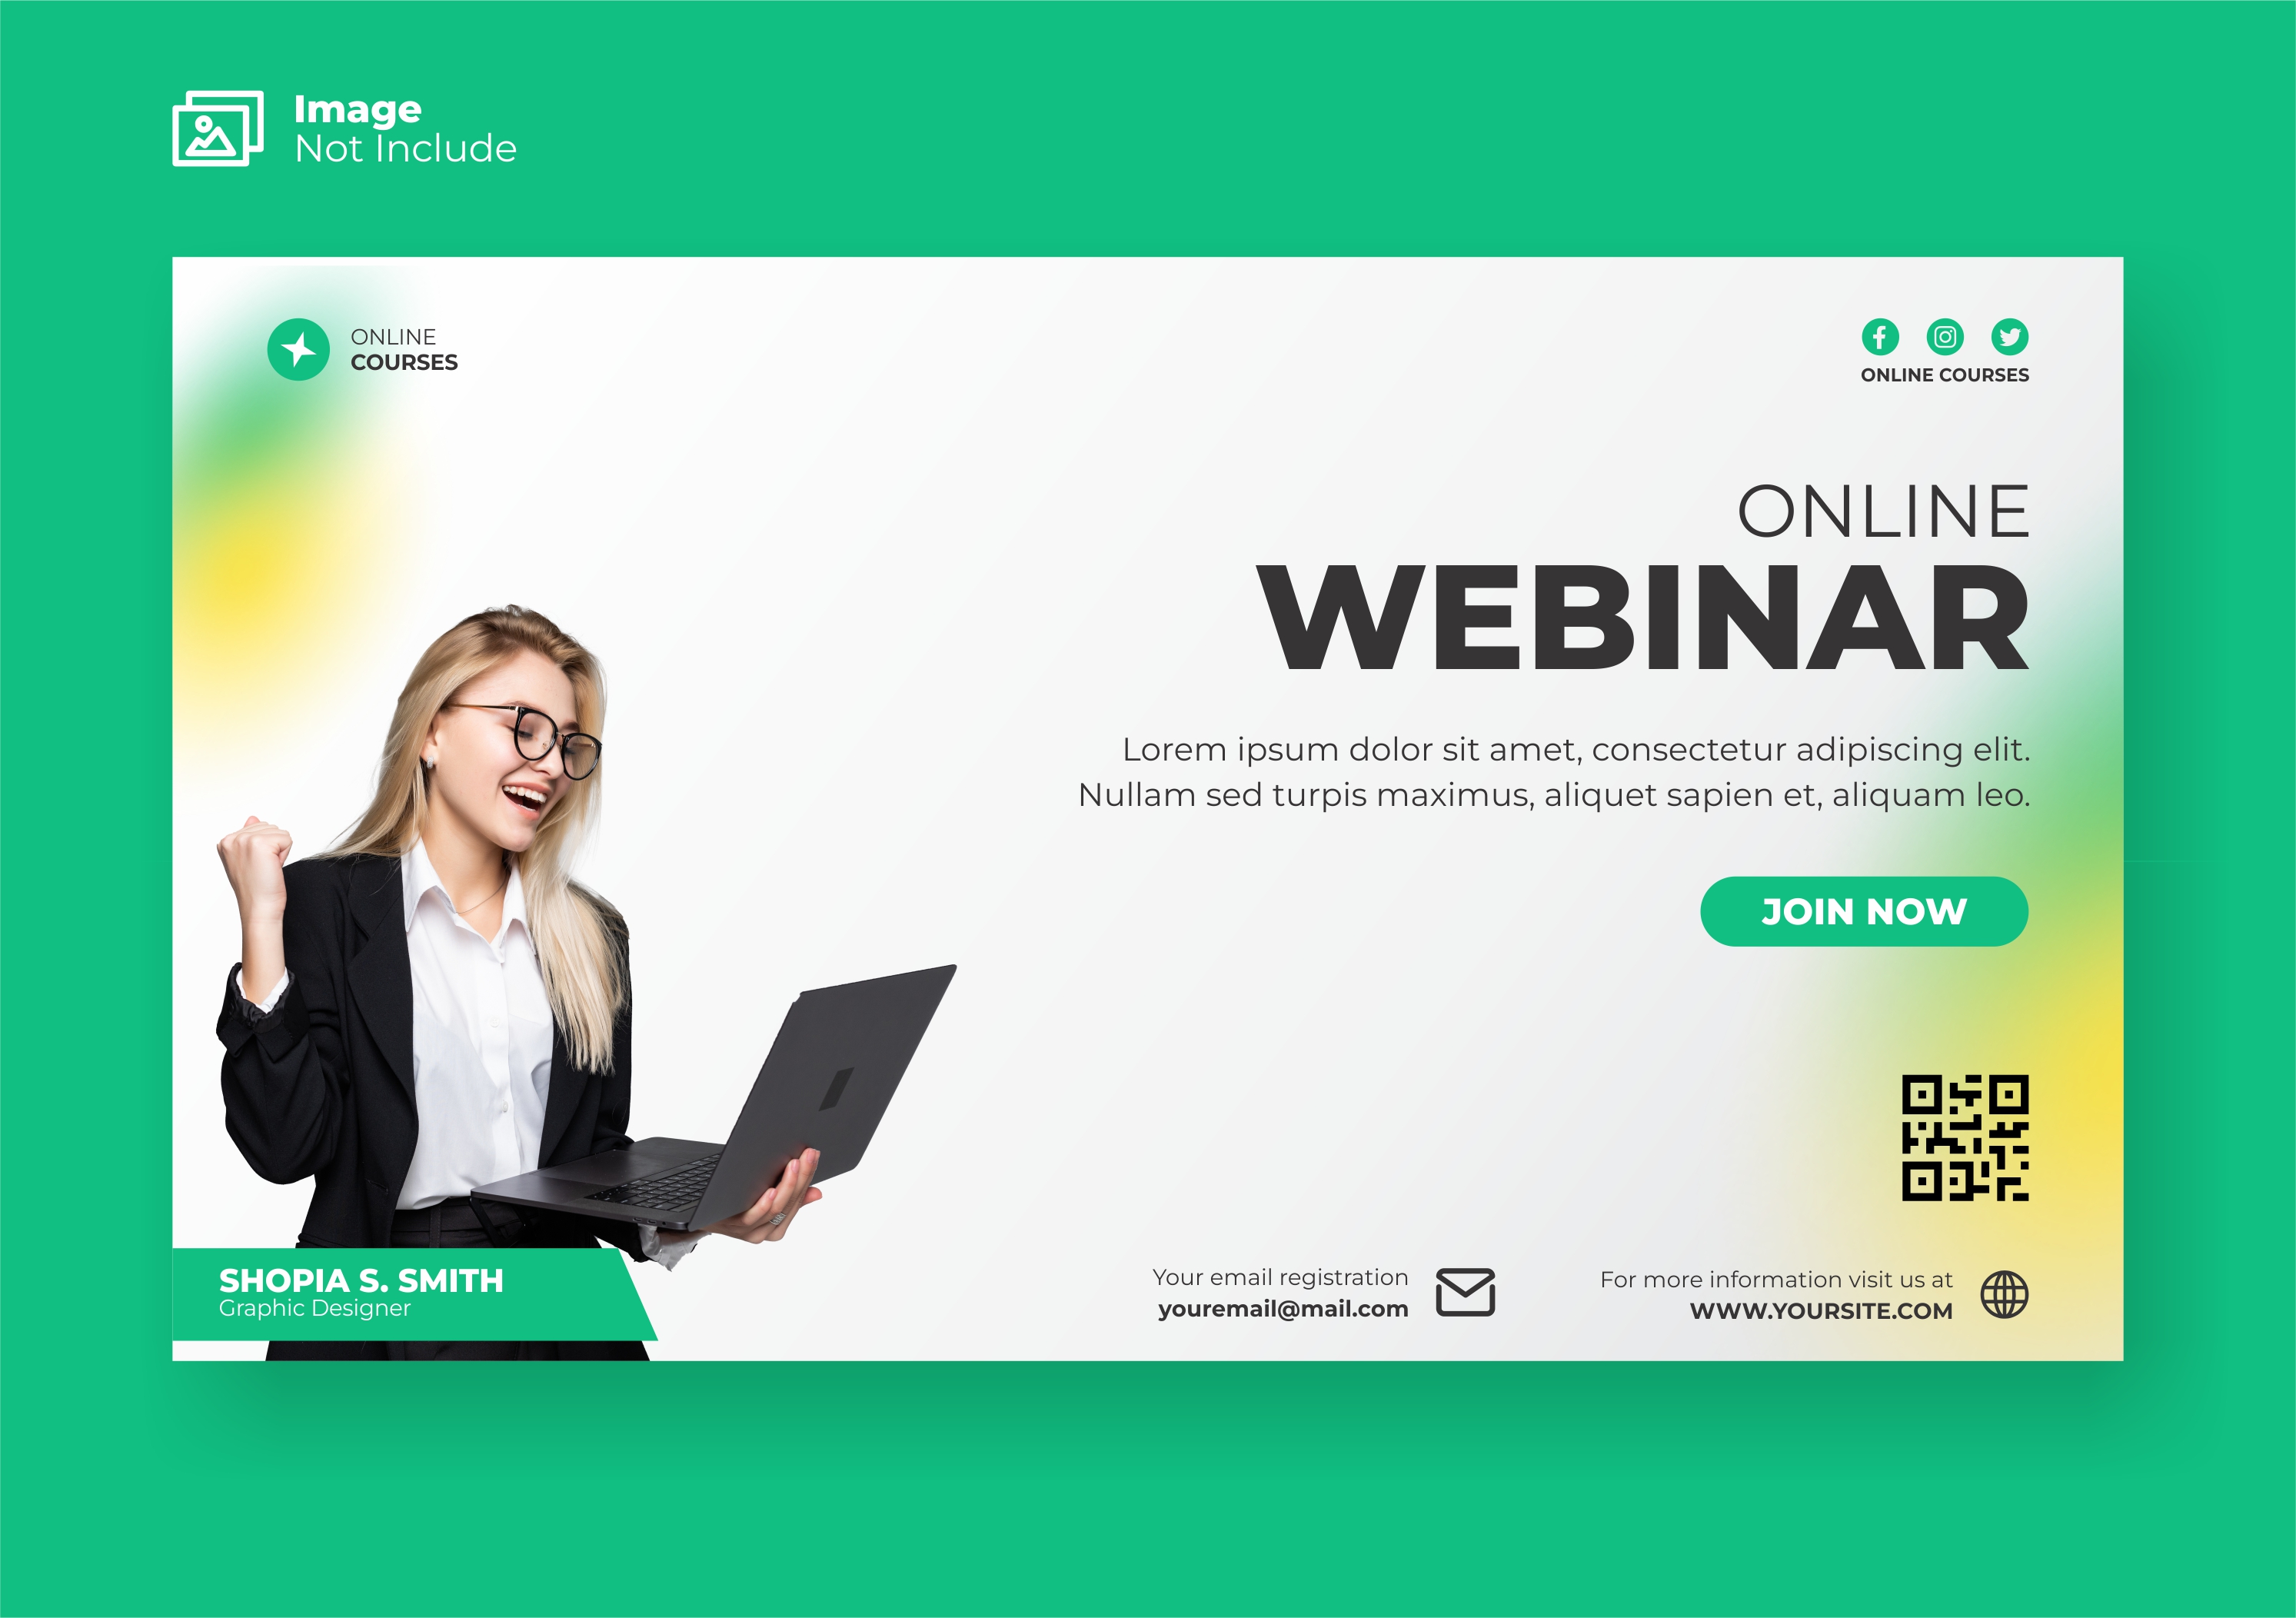 Image
Not Include
ONLINE
COURSES
ONLINE COURSES
ONLINE
WEBINAR
Lorem ipsum dolor sit amet, consectetur adipiscing elit.
Nullam sed turpis maximus, aliquet sapien et, aliquam leo.
JOIN NOW
SHOPIA S. SMITH
Graphic Designer
Your email registration
youremail@mail.com
For more information visit us at
WWW.YOURSITE.COM